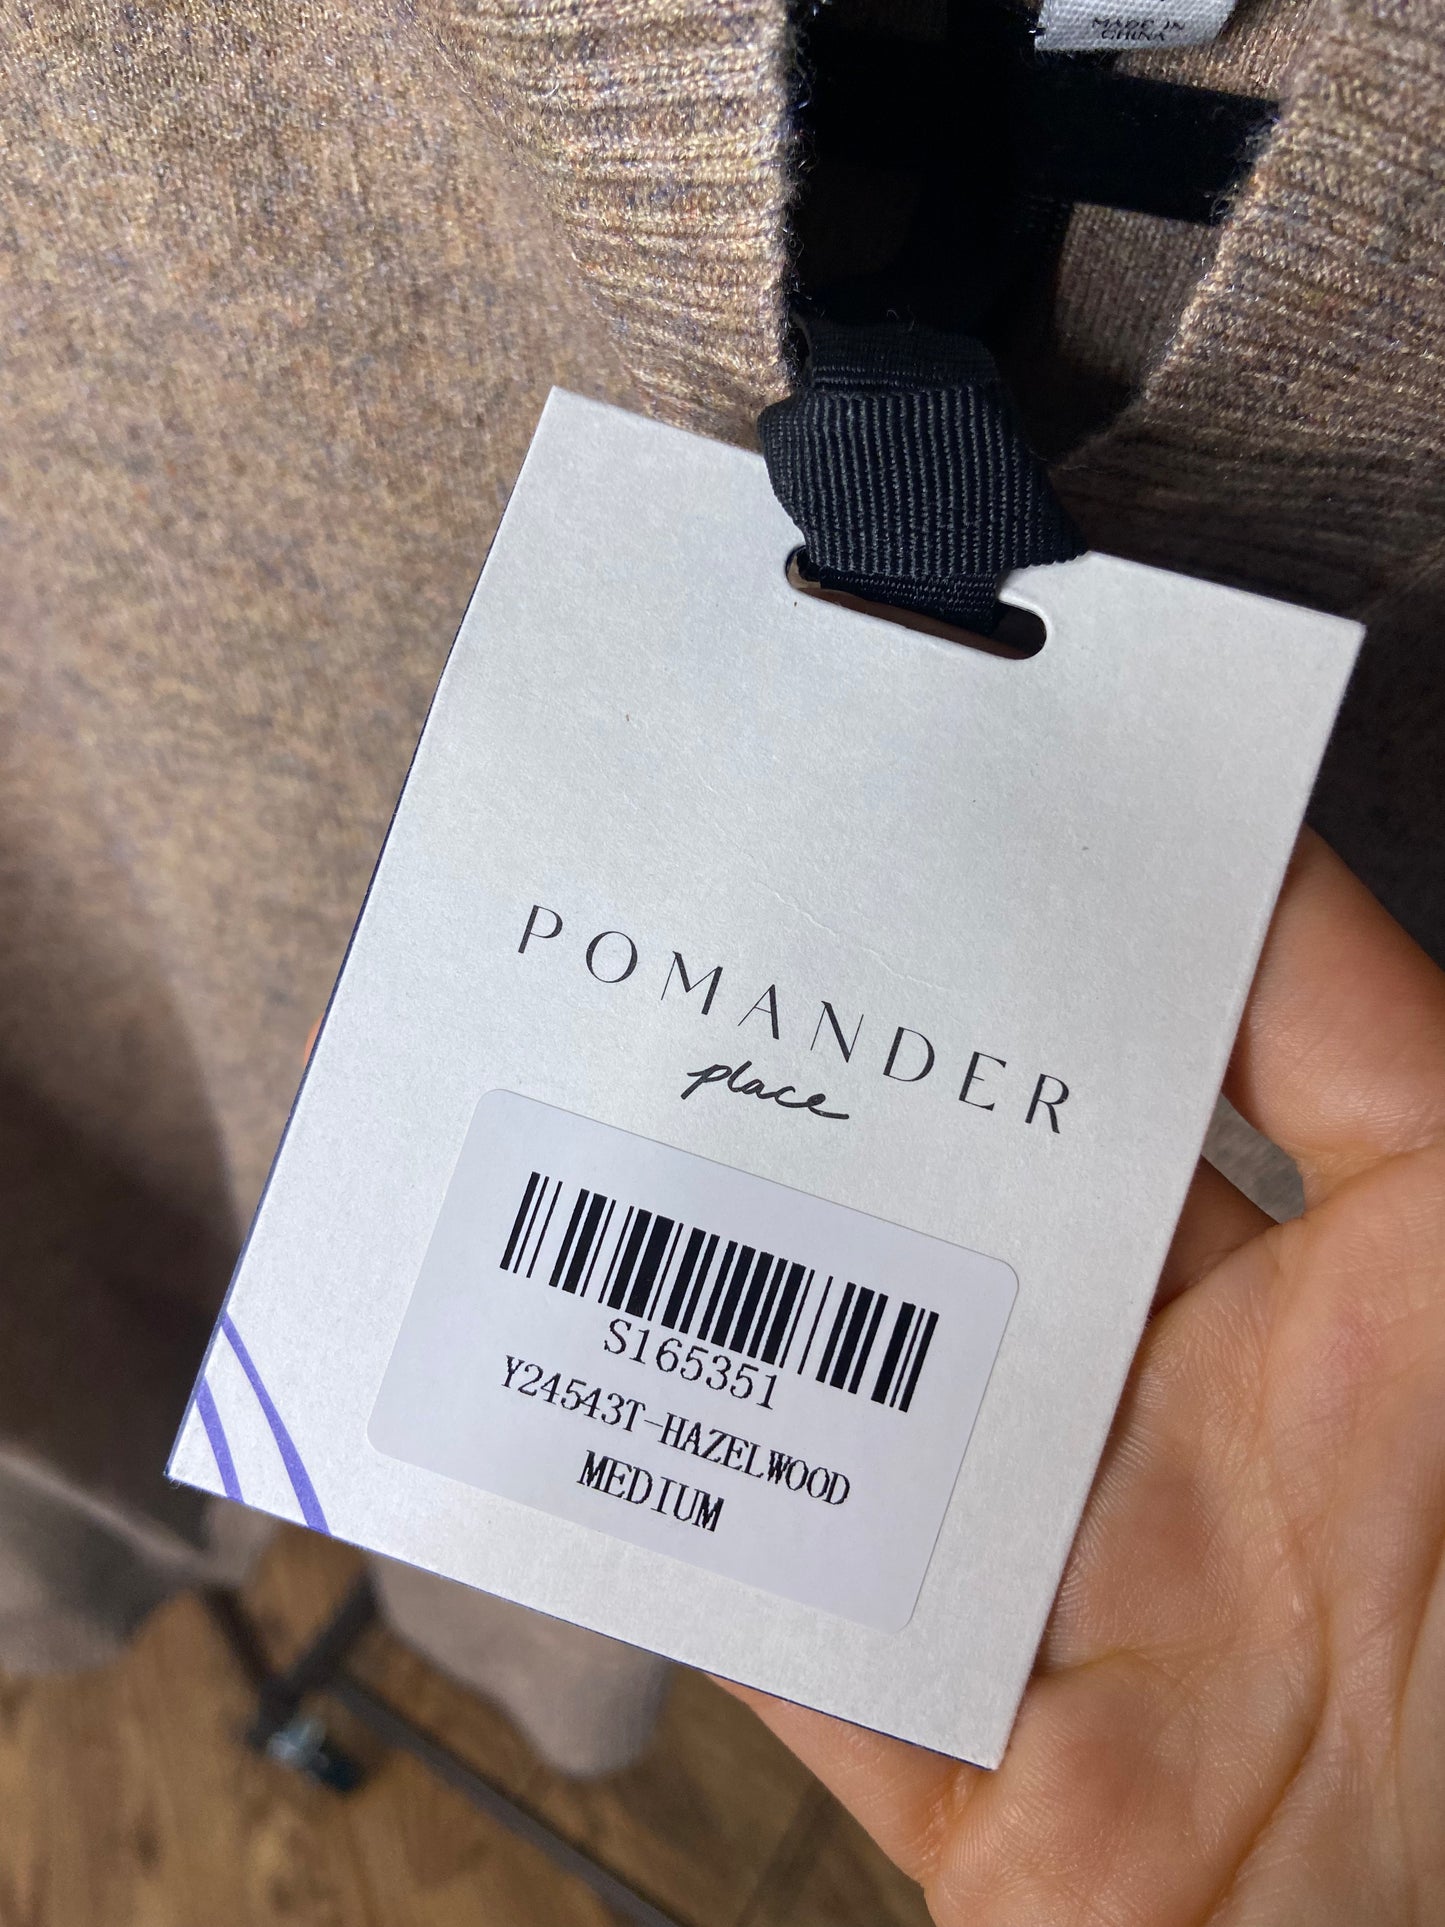 MADE IN
CHINA
POMANDER
place
S165351
Y24543T-HAZELWOOD
MEDIUM